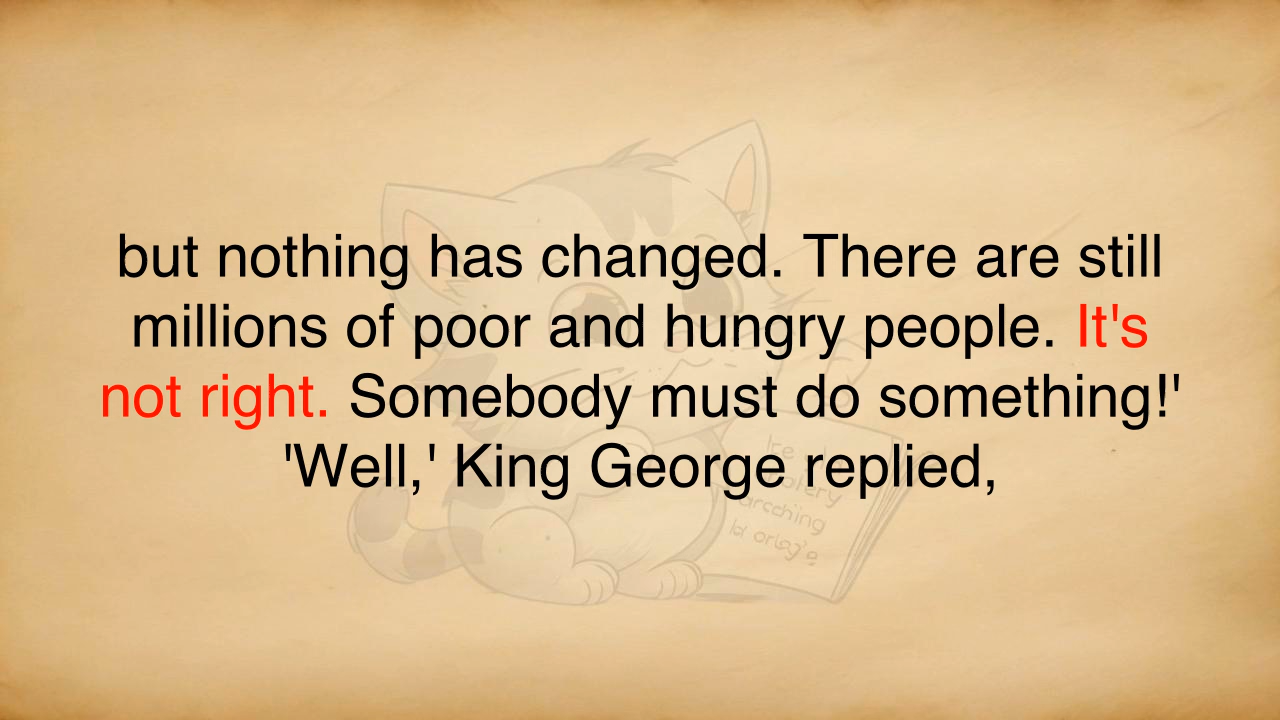 but nothing has changed. There are still
millions of poor and hungry people. It's
not right. Somebody must do something!'
'Well,' King George replied,